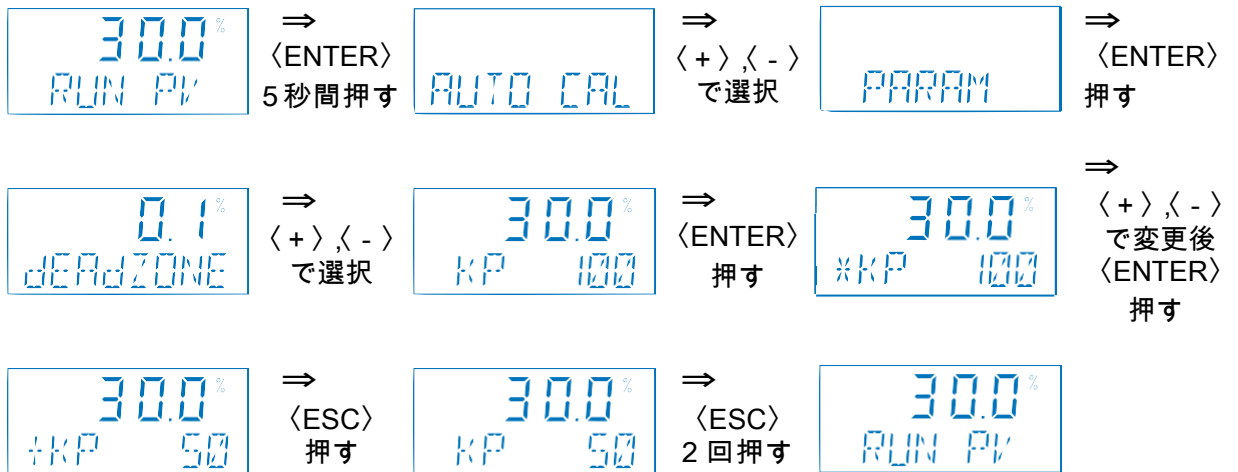 30.0%
RUN PV
⇒
〈ENTER〉
5秒間押す
AUTO CAL
⇒
〈+〉,〈-〉
で選択
PARAM
⇒
〈ENTER〉
押す
0.1%
dEAdZONE
⇒
〈+〉,〈-〉
で選択
30.0%
KP 100
⇒
〈ENTER〉
押す
30.0%
*KP 100
⇒
〈+〉,〈-〉
で変更後
〈ENTER〉
押す
30.0%
+KP 50
⇒
〈ESC〉
押す
30.0%
KP 50
⇒
〈ESC〉
2回押す
30.0%
RUN PV